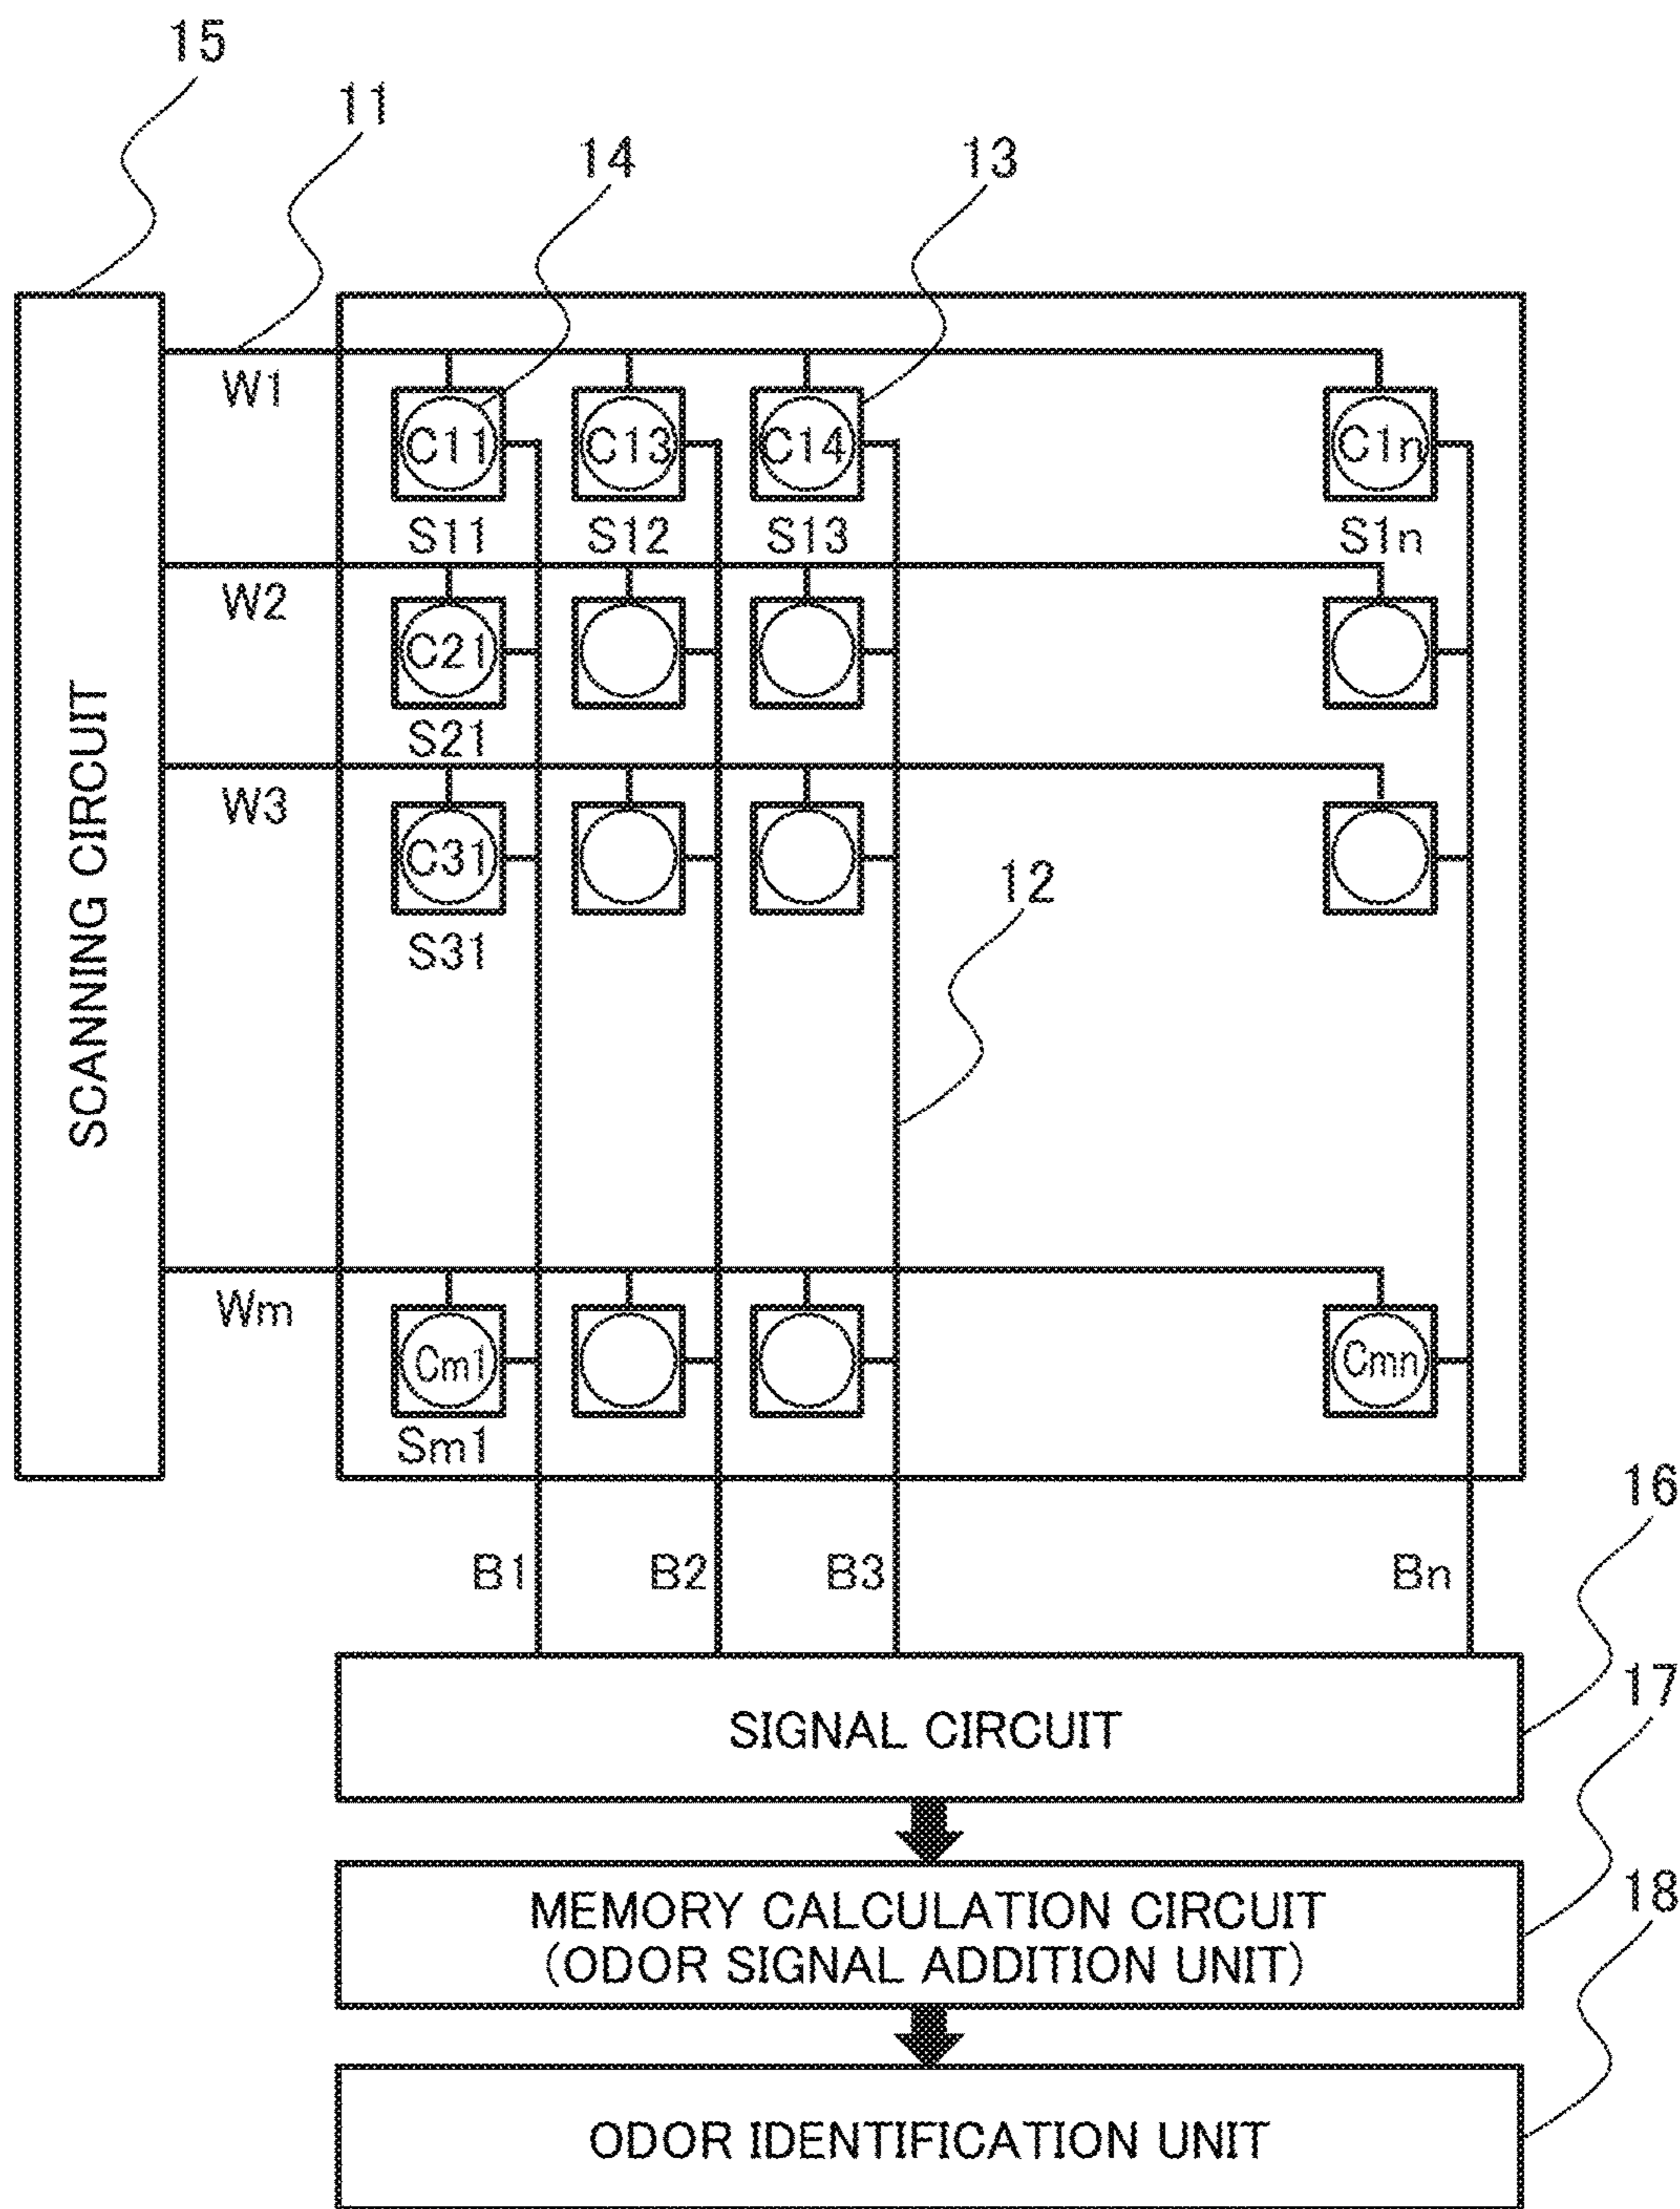 15
11
14
13
W1
C11
C13
C14
C1n
S11
S12
S13
S1n
W2
C21
S21
W3
C31
S31
12
SCANNING CIRCUIT
Wm
Cm1
Cmn
Sm1
16
B1
B2
B3
Bn
17
SIGNAL CIRCUIT
18
MEMORY CALCULATION CIRCUIT
(ODOR SIGNAL ADDITION UNIT)
ODOR IDENTIFICATION UNIT